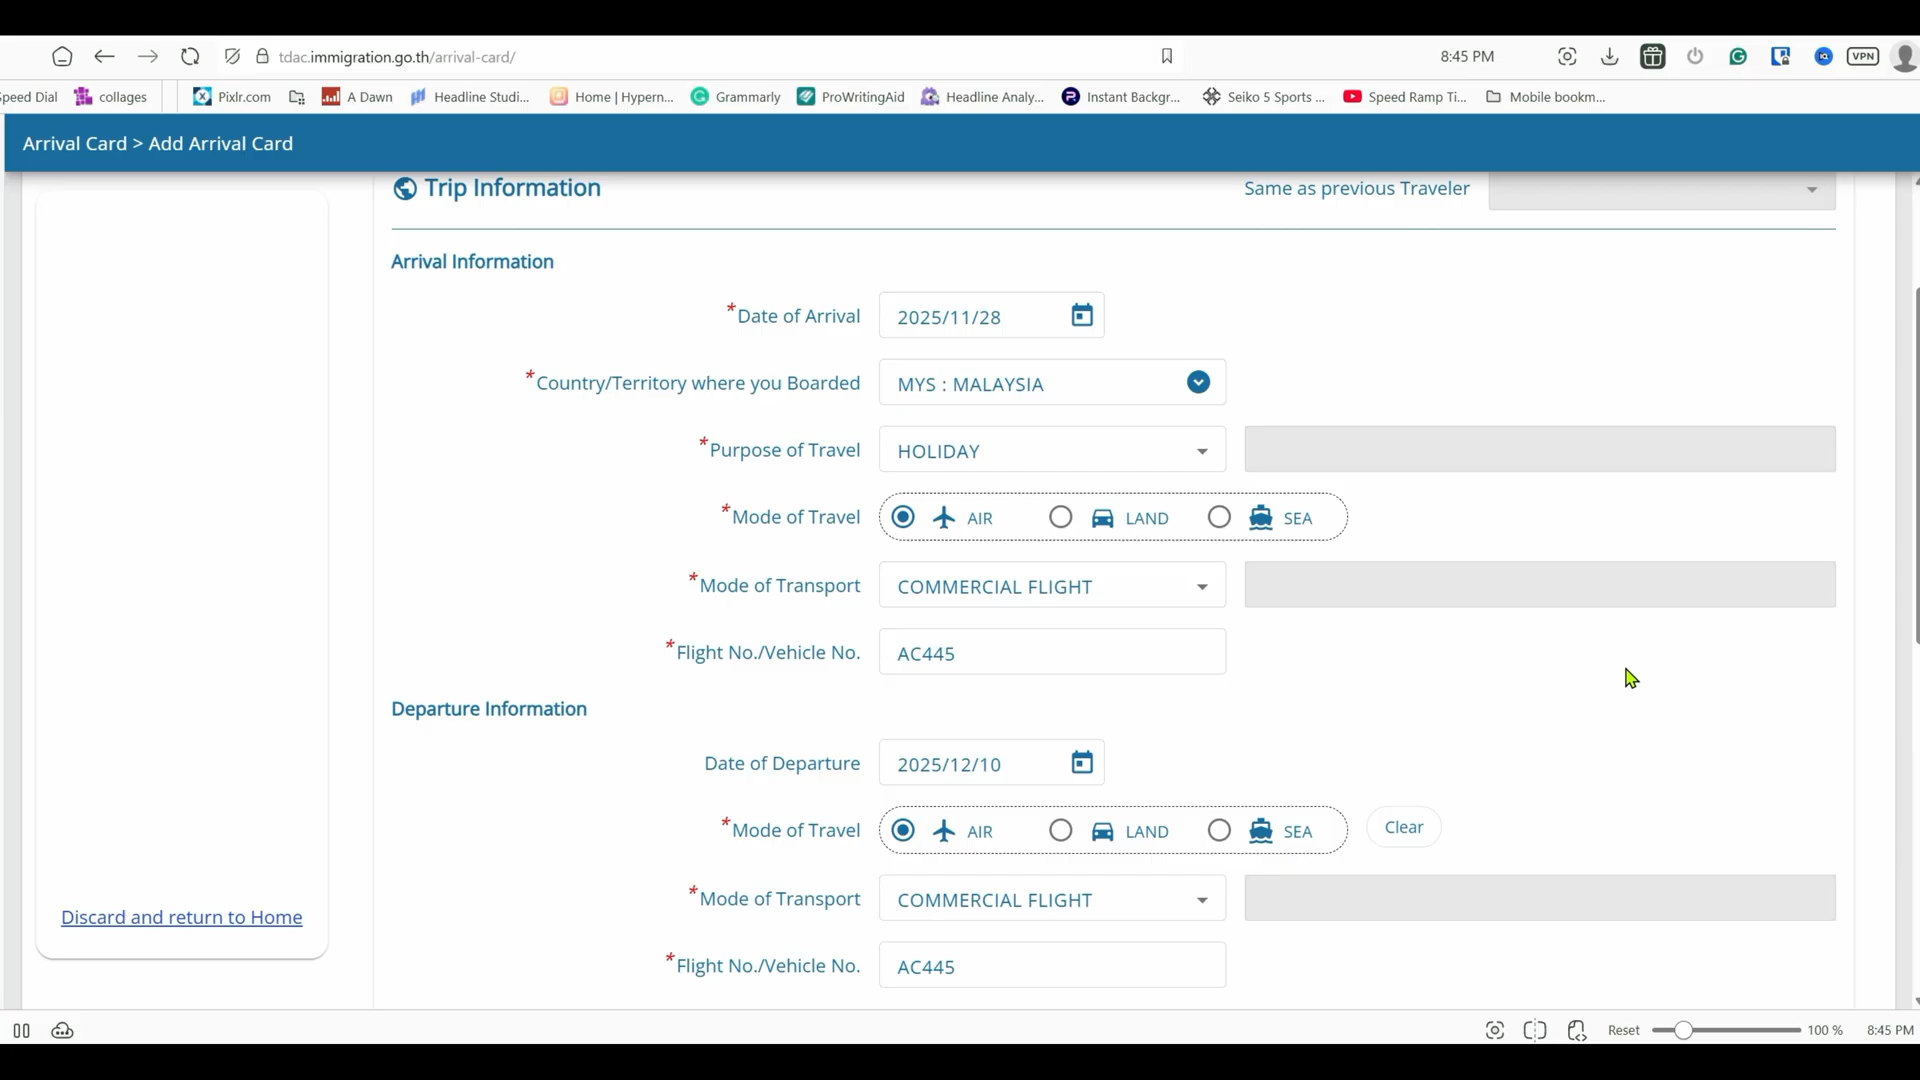 tdac.immigration.go.th/arrival-card/
8:45 PM
VPN
peed Dial
collages
Pixlr.com
A Dawn
Headline Studi...
Home | Hypern...
Grammarly
ProWritingAid
Headline Analy...
Instant Backgr...
Seiko 5 Sports ...
Speed Ramp Ti...
Mobile bookm...
Arrival Card > Add Arrival Card
Trip Information
Same as previous Traveler
Arrival Information
*Date of Arrival 2025/11/28
*Country/Territory where you Boarded MYS : MALAYSIA
*Purpose of Travel HOLIDAY
*Mode of Travel AIR LAND SEA
*Mode of Transport COMMERCIAL FLIGHT
*Flight No./Vehicle No. AC445
Departure Information
Date of Departure 2025/12/10
*Mode of Travel AIR LAND SEA Clear
*Mode of Transport COMMERCIAL FLIGHT
*Flight No./Vehicle No. AC445
Discard and return to Home
Reset 100 % 8:45 PM